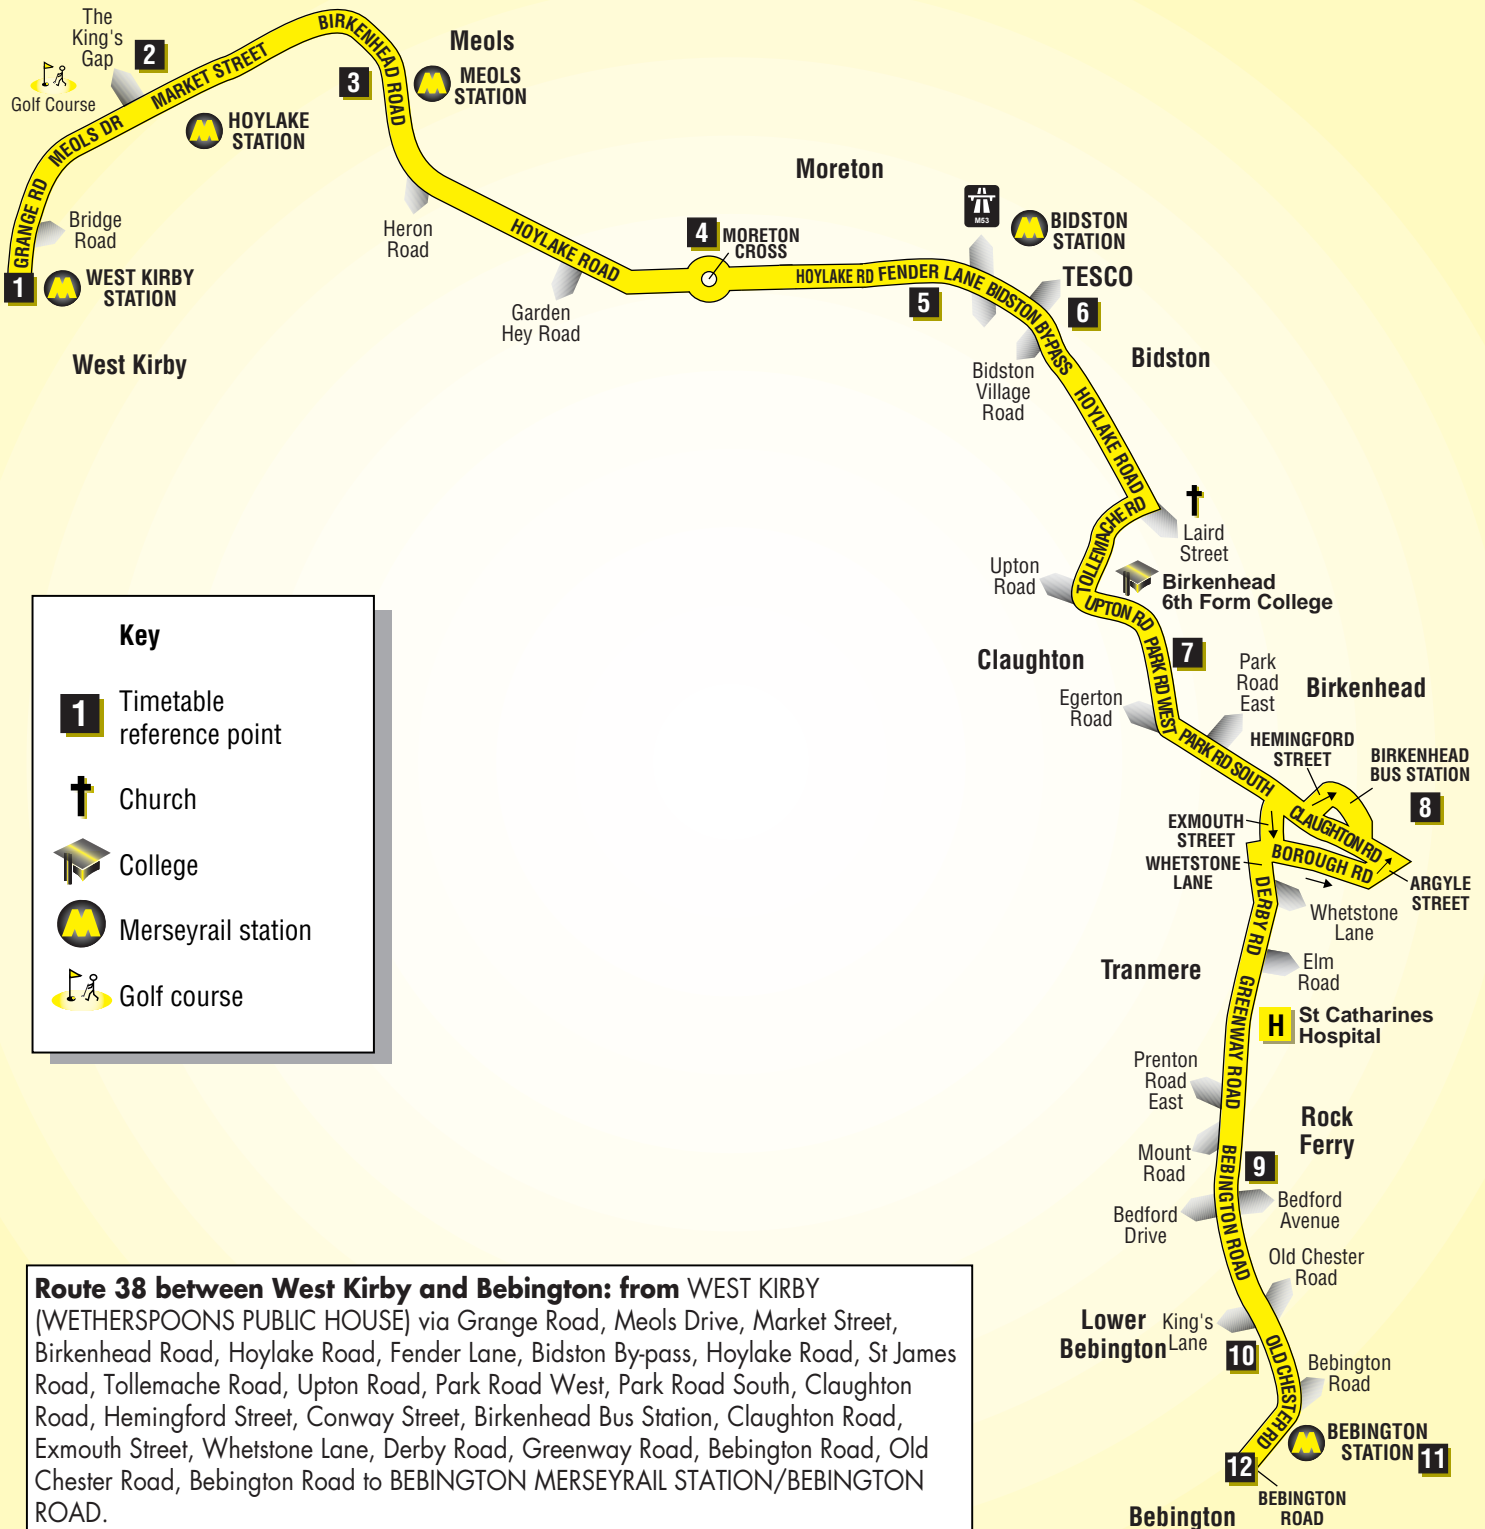 The
King's
Gap
2
Golf Course
MEOLS DR
MARKET STREET
BIRKENHEAD ROAD
3
Meols
MEOLS
STATION
HOYLAKE
STATION
GRANGE RD
Bridge
Road
1
WEST KIRBY
STATION
West Kirby
Heron
Road
HOYLAKE ROAD
Garden
Hey Road
Moreton
4
MORETON
CROSS
HOYLAKE RD
FENDER LANE
5
M53
BIDSTON
STATION
TESCO
6
BIDSTON BY-PASS
Bidston
Village
Road
Bidston
HOYLAKE ROAD
TOLLEMACHE RD
Laird
Street
Upton
Road
Birkenhead
6th Form College
UPTON RD
PARK RD WEST
7
Claughton
Egerton
Road
Park
Road
East
Birkenhead
PARK RD SOUTH
HEMINGFORD
STREET
BIRKENHEAD
BUS STATION
8
EXMOUTH
STREET
CLAUGHTON RD
WHETSTONE
LANE
BOROUGH RD
ARGYLE
STREET
DERBY RD
Whetstone
Lane
Tranmere
Elm
Road
GREENWAY ROAD
H
St Catharines
Hospital
Prenton
Road
East
Rock
Ferry
Mount
Road
9
BEBINGTON ROAD
Bedford
Drive
Bedford
Avenue
Old Chester
Road
Lower
Bebington
King's
Lane
10
OLD CHESTER RD
Bebington
Road
BEBINGTON
STATION
11
12
BEBINGTON
ROAD
Bebington
Key
1
Timetable
reference point
Church
College
Merseyrail station
Golf course
Route 38 between West Kirby and Bebington: from WEST KIRBY
(WETHERSPOONS PUBLIC HOUSE) via Grange Road, Meols Drive, Market Street,
Birkenhead Road, Hoylake Road, Fender Lane, Bidston By-pass, Hoylake Road, St James
Road, Tollemache Road, Upton Road, Park Road West, Park Road South, Claughton
Road, Hemingford Street, Conway Street, Birkenhead Bus Station, Claughton Road,
Exmouth Street, Whetstone Lane, Derby Road, Greenway Road, Bebington Road, Old
Chester Road, Bebington Road to BEBINGTON MERSEYRAIL STATION/BEBINGTON
ROAD.